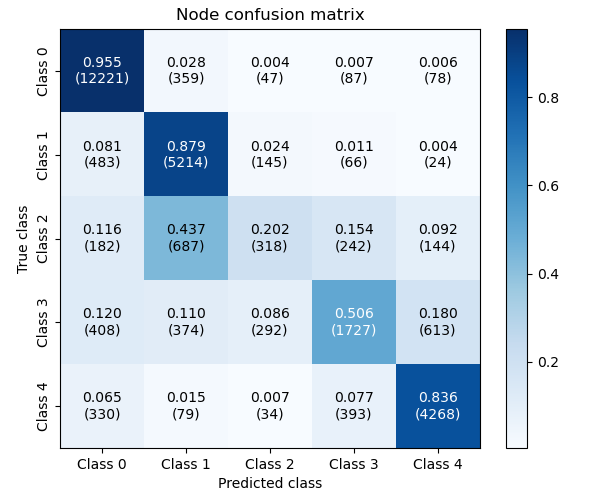 Node confusion matrix
Class 0
0.955 0.028 0.004 0.007 0.006
(12221) (359) (47) (87) (78)
Class 1
0.081 0.879 0.024 0.011 0.004
(483) (5214) (145) (66) (24)
Class 2
0.116 0.437 0.202 0.154 0.092
(182) (687) (318) (242) (144)
Class 3
0.120 0.110 0.086 0.506 0.180
(408) (374) (292) (1727) (613)
Class 4
0.065 0.015 0.007 0.077 0.836
(330) (79) (34) (393) (4268)
True class
Class 0 Class 1 Class 2 Class 3 Class 4
Predicted class
0.8
0.6
0.4
0.2